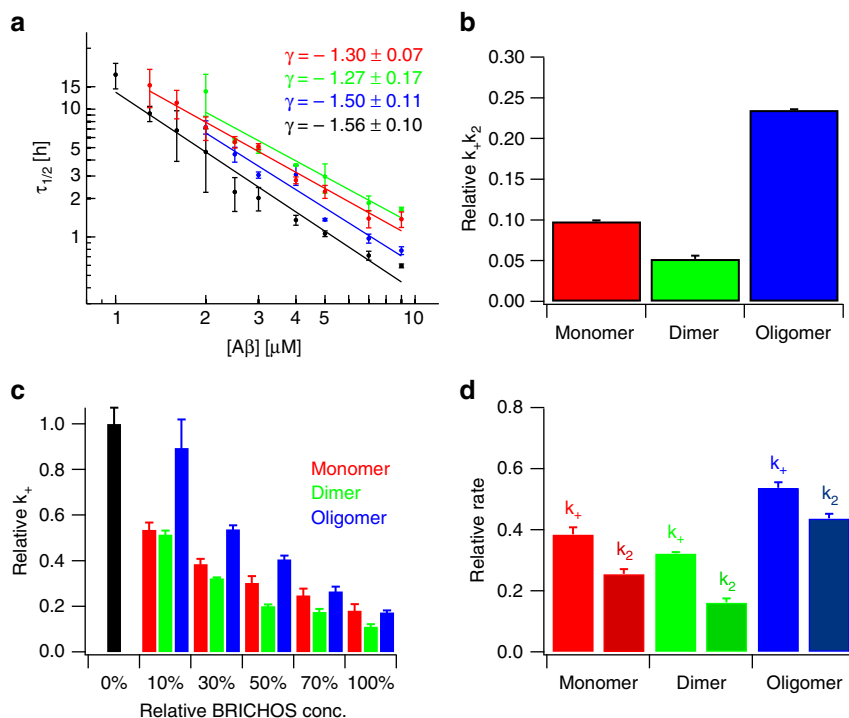 a
γ = − 1.30 ± 0.07
γ = − 1.27 ± 0.17
γ = − 1.50 ± 0.11
γ = − 1.56 ± 0.10
15
10
5
3
2
1
τ1/2 [h]
1 2 3 4 5 10
[Aβ] [μM]
b
0.30
0.25
0.20
0.15
0.10
0.05
0.00
Relative k+k2
Monomer Dimer Oligomer
c
1.0
0.8
0.6
0.4
0.2
0.0
Relative k+
Monomer
Dimer
Oligomer
0% 10% 30% 50% 70% 100%
Relative BRICHOS conc.
d
0.8
0.6
0.4
0.2
0.0
Relative rate
k+ k2 k+ k2 k+ k2
Monomer Dimer Oligomer